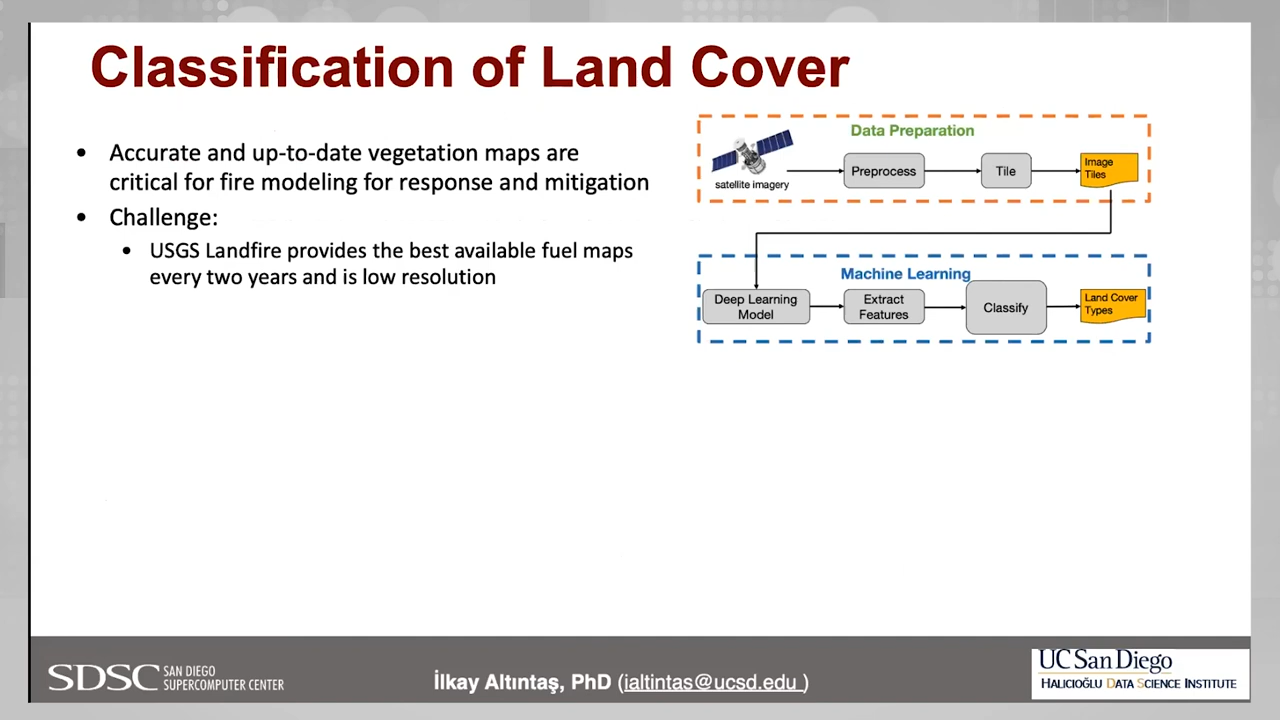 Classification of Land Cover
• Accurate and up-to-date vegetation maps are
critical for fire modeling for response and mitigation
• Challenge:
• USGS Landfire provides the best available fuel maps
every two years and is low resolution
Data Preparation
satellite imagery
Preprocess
Tile
Image
Tiles
Machine Learning
Deep Learning
Model
Extract
Features
Classify
Land Cover
Types
SDSC SAN DIEGO
SUPERCOMPUTER CENTER
İlkay Altıntaş, PhD (ialtintas@ucsd.edu )
UC San Diego
HALICIOĞLU DATA SCIENCE INSTITUTE